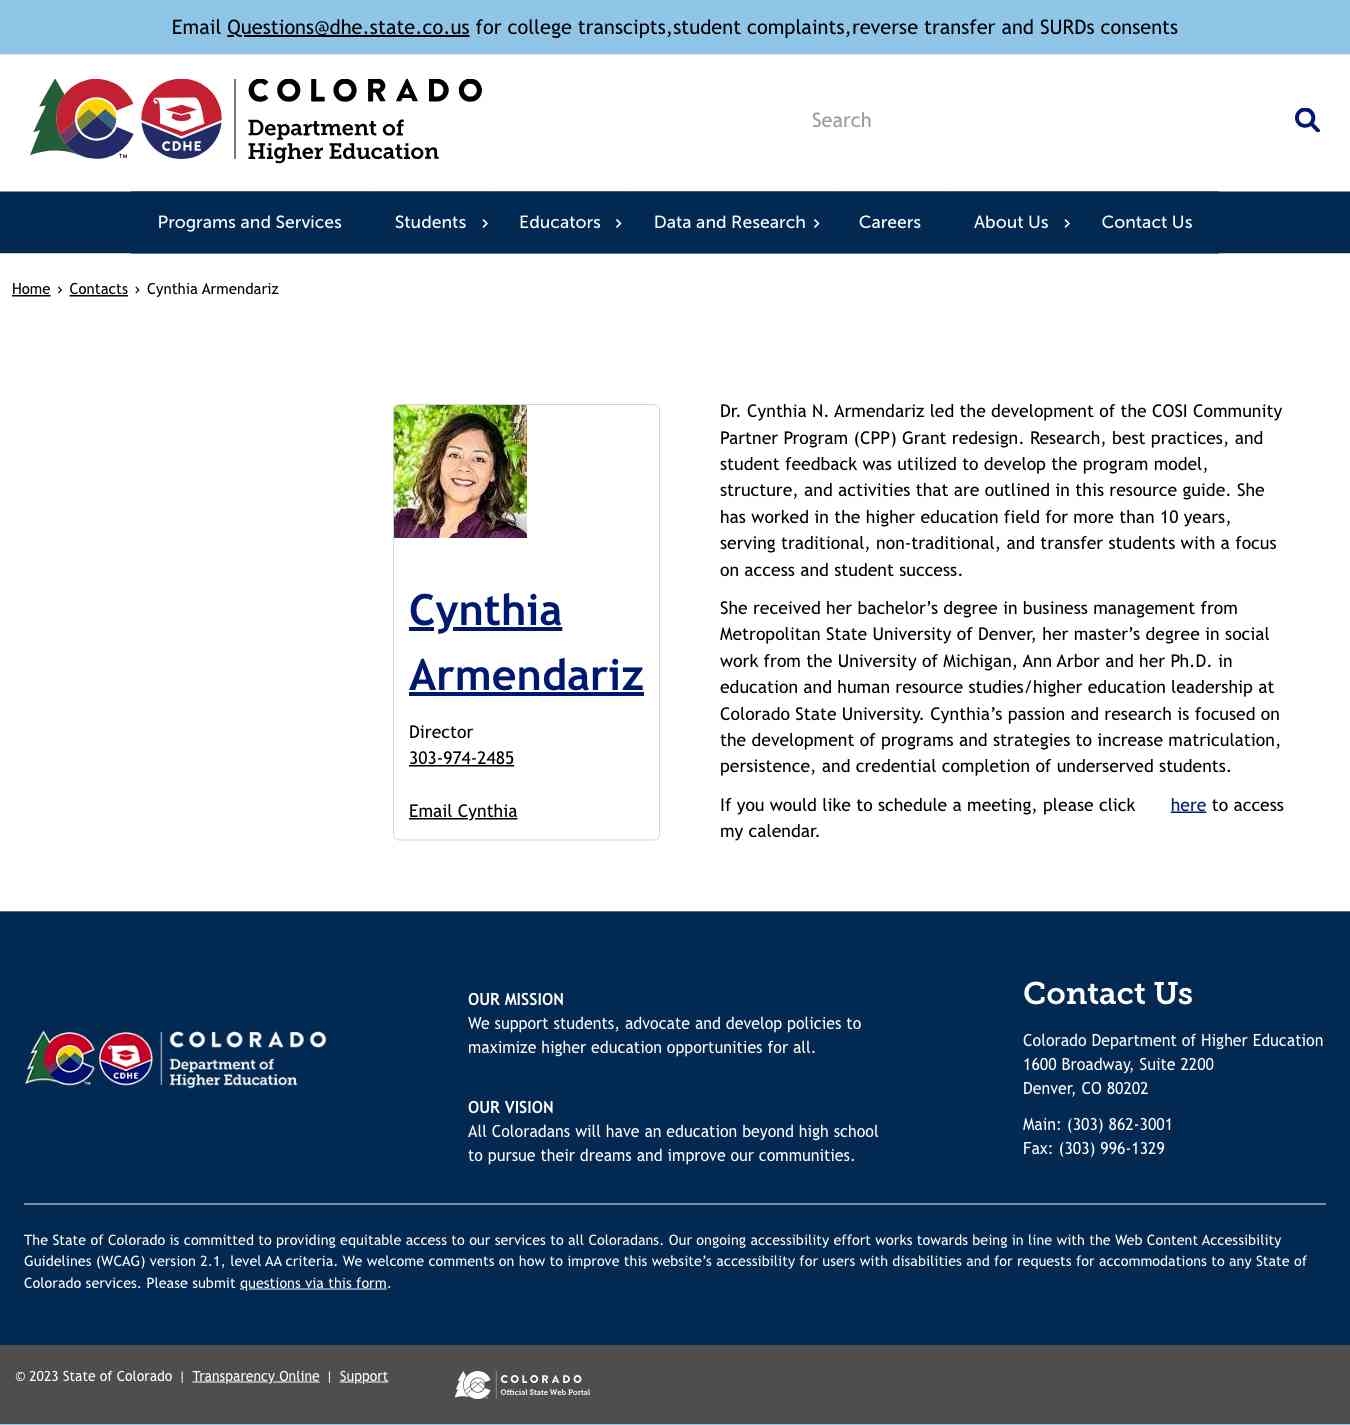 Email Questions@dhe.state.co.us for college transcipts,student complaints,reverse transfer and SURDs consents
CDHE
TM
COLORADO
Department of
Higher Education
Search
Programs and Services Students Educators Data and Research Careers About Us Contact Us
Home › Contacts › Cynthia Armendariz
Cynthia
Armendariz
Director
303-974-2485
Email Cynthia
Dr. Cynthia N. Armendariz led the development of the COSI Community
Partner Program (CPP) Grant redesign. Research, best practices, and
student feedback was utilized to develop the program model,
structure, and activities that are outlined in this resource guide. She
has worked in the higher education field for more than 10 years,
serving traditional, non-traditional, and transfer students with a focus
on access and student success.
She received her bachelor’s degree in business management from
Metropolitan State University of Denver, her master’s degree in social
work from the University of Michigan, Ann Arbor and her Ph.D. in
education and human resource studies/higher education leadership at
Colorado State University. Cynthia’s passion and research is focused on
the development of programs and strategies to increase matriculation,
persistence, and credential completion of underserved students.
If you would like to schedule a meeting, please click here to access
my calendar.
CDHE
COLORADO
Department of
Higher Education
OUR MISSION
We support students, advocate and develop policies to
maximize higher education opportunities for all.
OUR VISION
All Coloradans will have an education beyond high school
to pursue their dreams and improve our communities.
Contact Us
Colorado Department of Higher Education
1600 Broadway, Suite 2200
Denver, CO 80202
Main: (303) 862-3001
Fax: (303) 996-1329
The State of Colorado is committed to providing equitable access to our services to all Coloradans. Our ongoing accessibility effort works towards being in line with the Web Content Accessibility
Guidelines (WCAG) version 2.1, level AA criteria. We welcome comments on how to improve this website’s accessibility for users with disabilities and for requests for accommodations to any State of
Colorado services. Please submit questions via this form.
© 2023 State of Colorado | Transparency Online | Support
COLORADO
Official State Web Portal